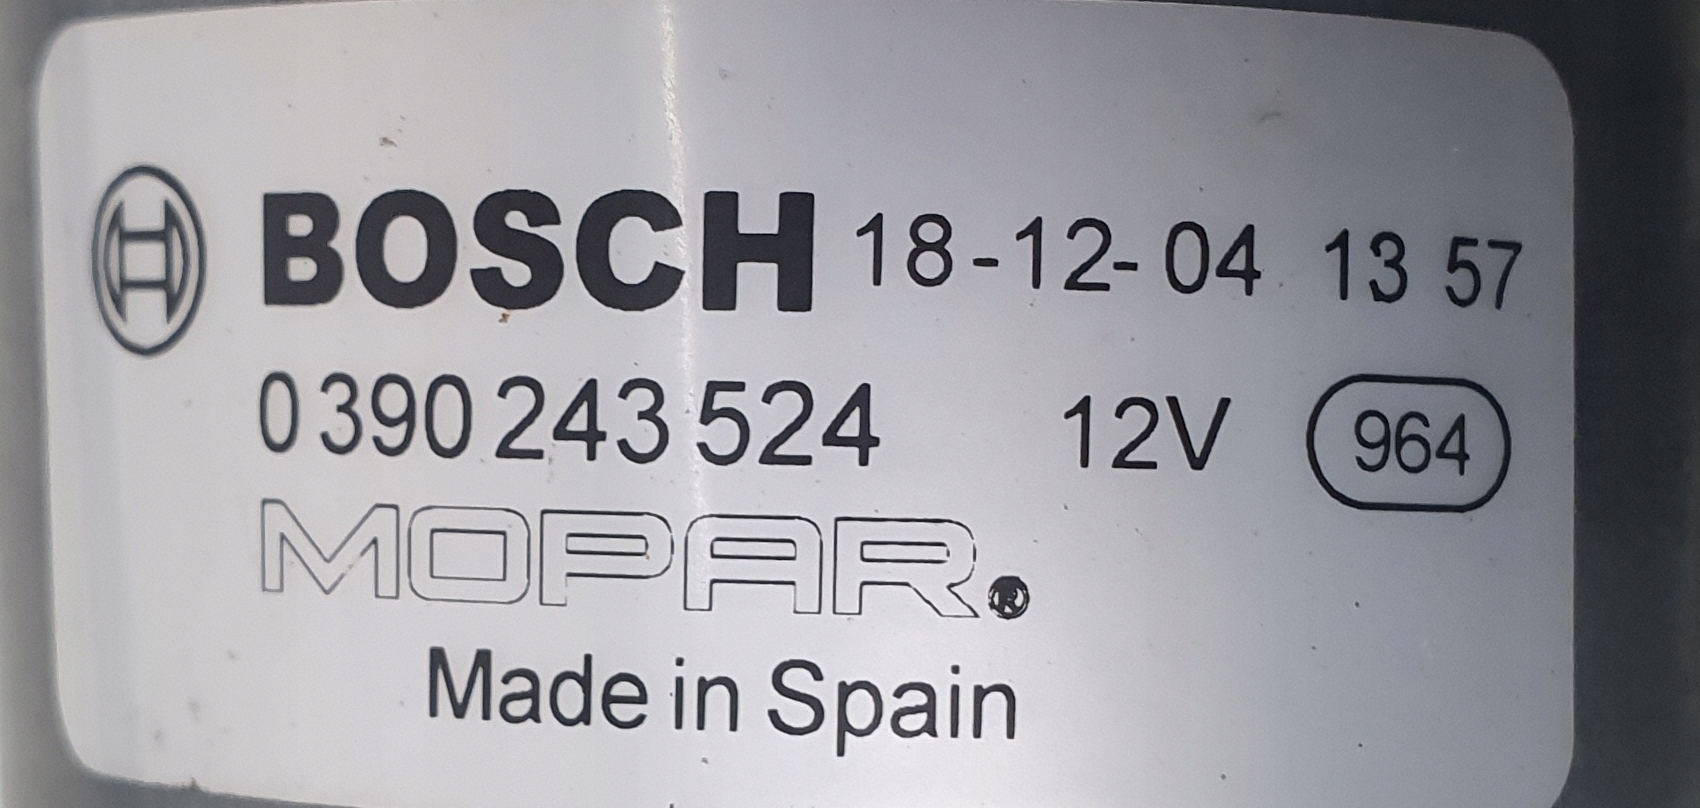 BOSCH 18-12-04 13 57
0 390 243 524 12V 964
MOPAR®
Made in Spain